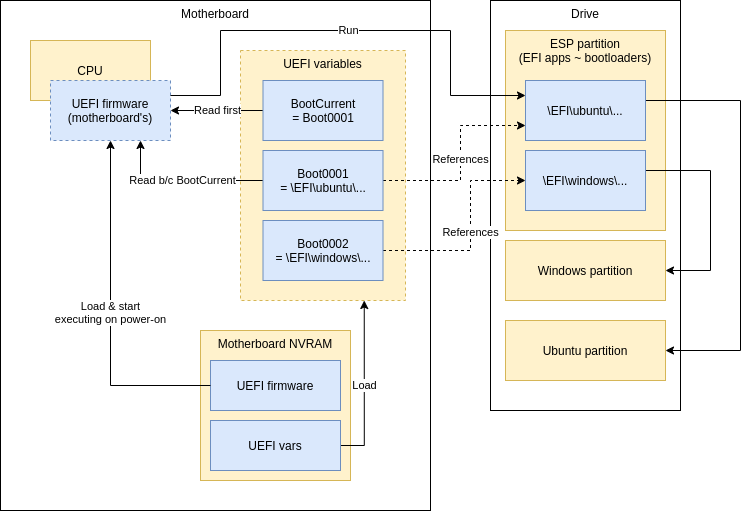 Motherboard
Drive
Run
CPU
UEFI firmware
(motherboard's)
UEFI variables
ESP partition
(EFI apps ~ bootloaders)
Read first
BootCurrent
= Boot0001
\EFI\ubuntu\...
References
Read b/c BootCurrent
Boot0001
= \EFI\ubuntu\...
\EFI\windows\...
References
Boot0002
= \EFI\windows\...
Windows partition
Load & start
executing on power-on
Motherboard NVRAM
Ubuntu partition
UEFI firmware
Load
UEFI vars